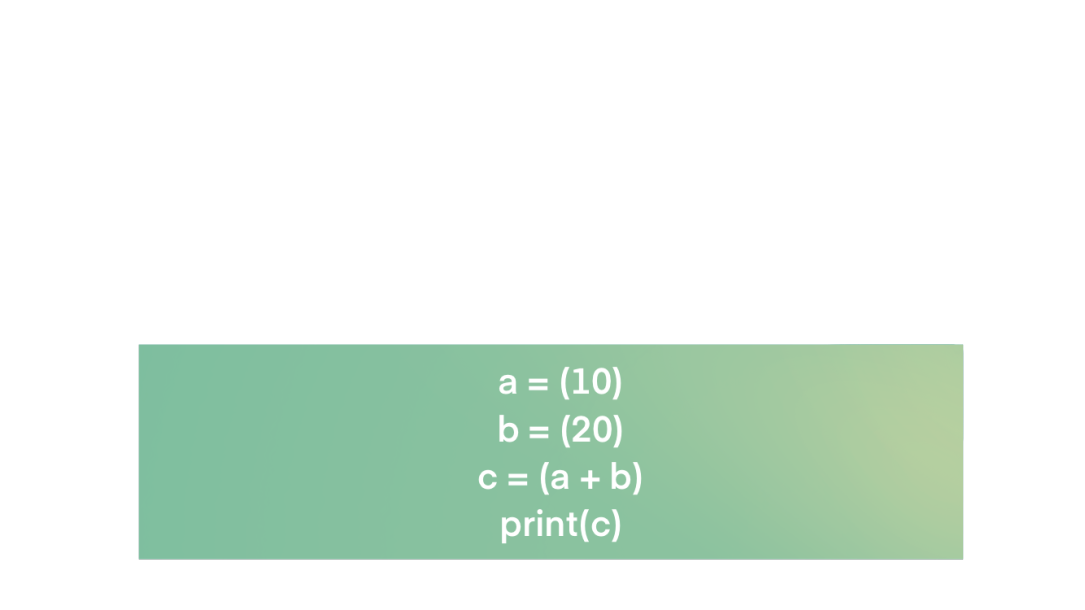 a = (10)
b = (20)
c = (a + b)
print(c)